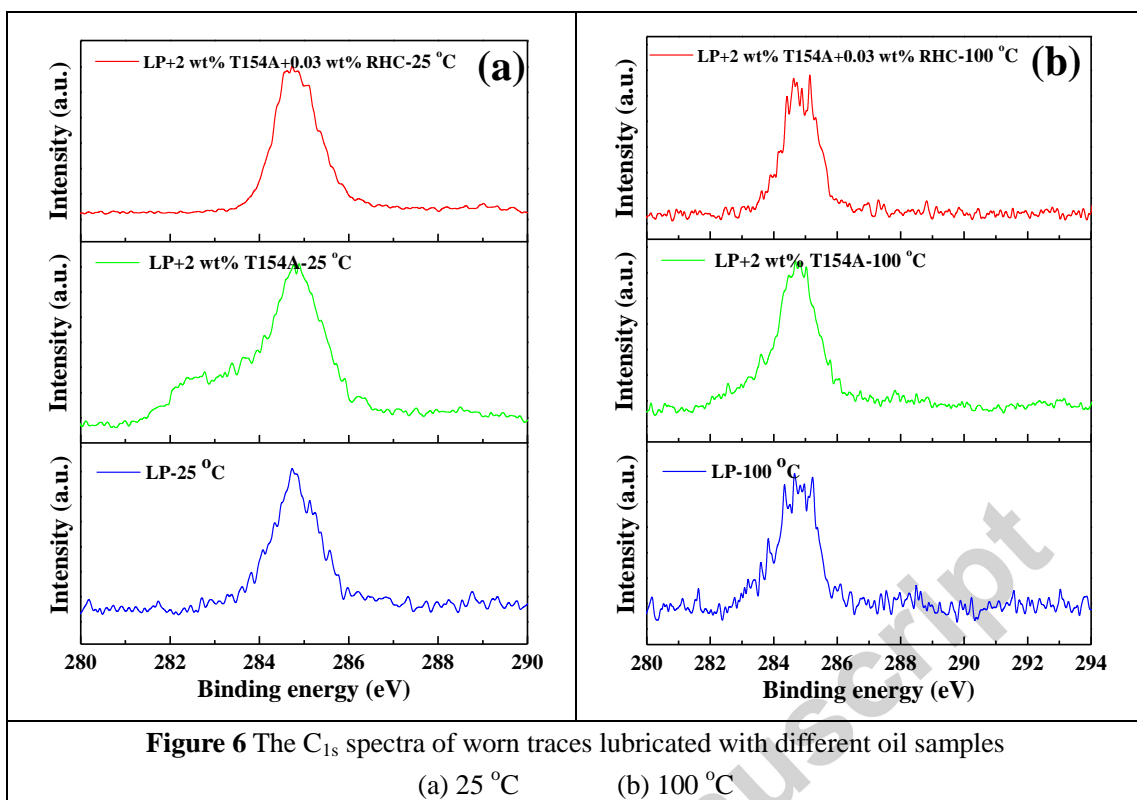 LP+2 wt% T154A+0.03 wt% RHC-25 °C
(a)
Intensity (a.u.)
LP+2 wt% T154A-25 °C
Intensity (a.u.)
LP-25 °C
Intensity (a.u.)
280 282 284 286 288 290
Binding energy (eV)
LP+2 wt% T154A+0.03 wt% RHC-100 °C
(b)
Intensity (a.u.)
LP+2 wt% T154A-100 °C
Intensity (a.u.)
LP-100 °C
Intensity (a.u.)
280 282 284 286 288 290 292 294
Binding energy (eV)
Figure 6 The C1s spectra of worn traces lubricated with different oil samples
(a) 25 °C (b) 100 °C